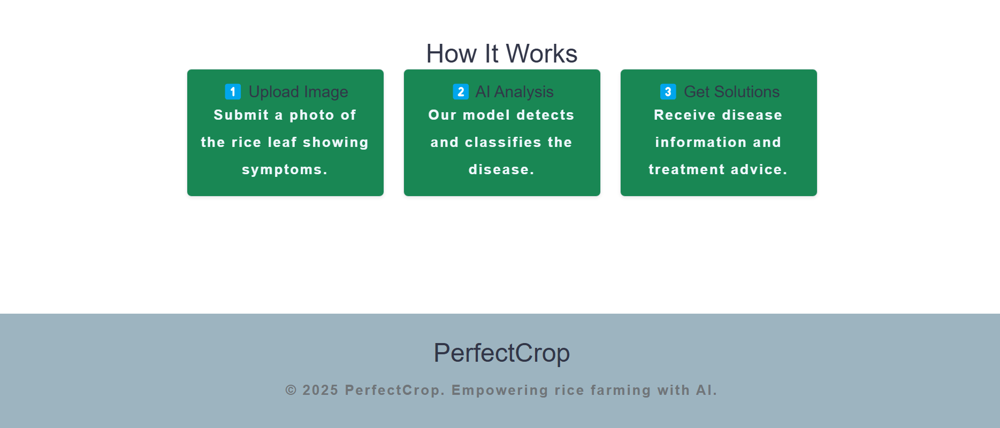 How It Works
1️⃣ Upload Image
Submit a photo of
the rice leaf showing
symptoms.
2️⃣ AI Analysis
Our model detects
and classifies the
disease.
3️⃣ Get Solutions
Receive disease
information and
treatment advice.
PerfectCrop
© 2025 PerfectCrop. Empowering rice farming with AI.